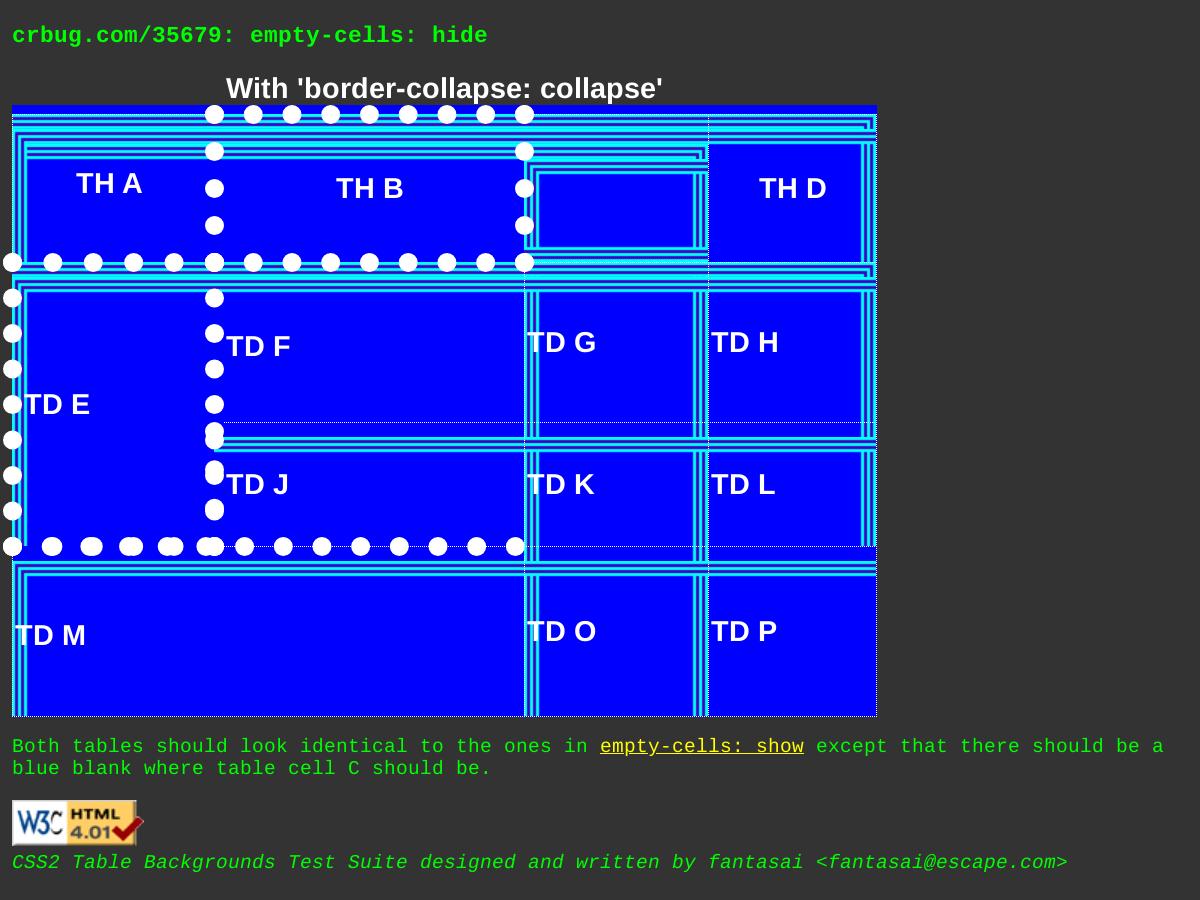 crbug.com/35679: empty-cells: hide
With 'border-collapse: collapse'
TH A
TH B
TH D
TD E
TD F
TD G
TD H
TD J
TD K
TD L
TD M
TD O
TD P
Both tables should look identical to the ones in empty-cells: show except that there should be a
blue blank where table cell C should be.
W3C HTML 4.01
CSS2 Table Backgrounds Test Suite designed and written by fantasai <fantasai@escape.com>